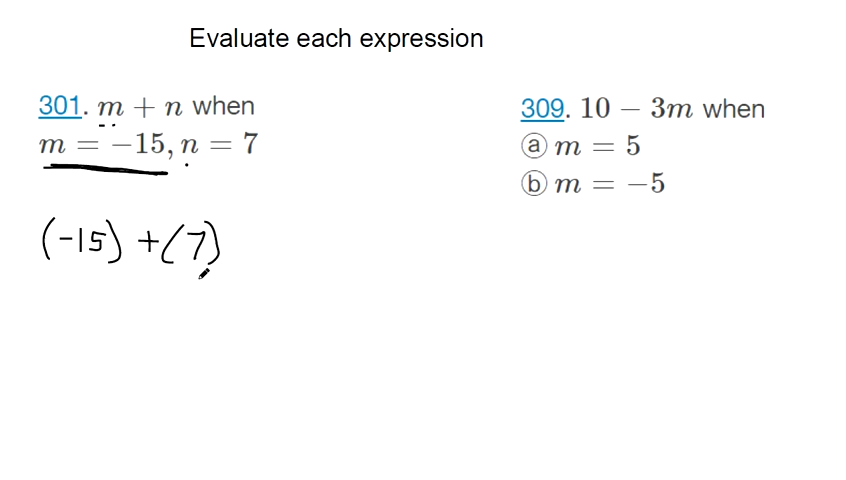 Evaluate each expression
301. m + n when
m = −15, n = 7
(-15) + (7)
309. 10 − 3m when
ⓐ m = 5
ⓑ m = −5